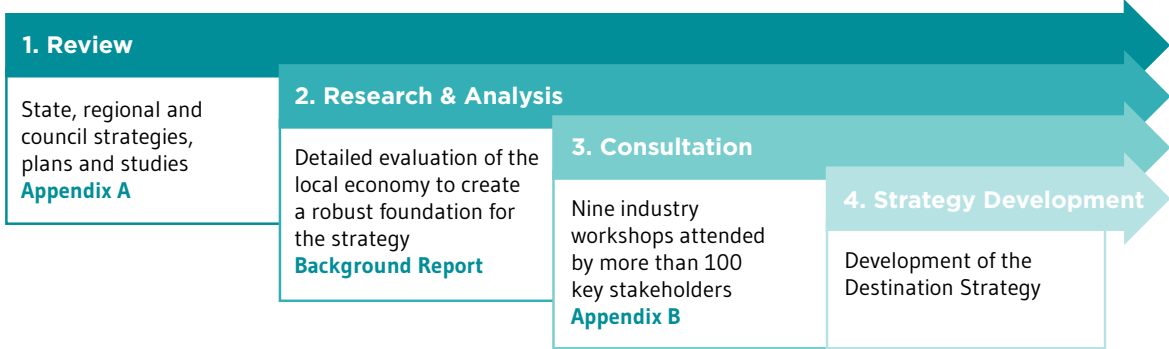 1. Review
State, regional and
council strategies,
plans and studies
Appendix A
2. Research & Analysis
Detailed evaluation of the
local economy to create
a robust foundation for
the strategy
Background Report
3. Consultation
Nine industry
workshops attended
by more than 100
key stakeholders
Appendix B
4. Strategy Development
Development of the
Destination Strategy